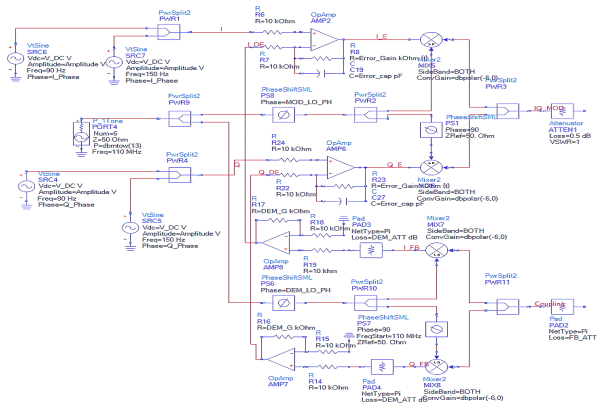 PwrSplit2
PWR1
R
R6
R=10 kOhm
OpAmp
AMP2
VtSine
SRC6
Vdc=V_DC V
Amplitude=Amplitude V
Freq=90 Hz
Phase=I_Phase
VtSine
SRC7
Vdc=V_DC V
Amplitude=Amplitude V
Freq=150 Hz
Phase=I_Phase
I
I_DE
R
R7
R=10 kOhm
R
R8
R=Error_Gain kOhm
C
C19
C=Error_cap pF
I_E
Mixer2
MIX5
SideBand=BOTH
ConvGain=dbpolar(-6,0)
PwrSplit2
PWR3
IQ_MOD
Attenuator
ATTEN1
Loss=0.5 dB
VSWR=1
P_1Tone
PORT4
Num=6
Z=50 Ohm
P=dbmtow(13)
Freq=110 MHz
PwrSplit2
PWR9
PhaseShiftSML
PS8
Phase=MOD_LO_PH
PwrSplit2
PWR2
PhaseShiftSML
PS1
Phase=90
ZRef=50. Ohm
PwrSplit2
PWR4
VtSine
SRC4
Vdc=V_DC V
Amplitude=Amplitude V
Freq=90 Hz
Phase=Q_Phase
VtSine
SRC5
Vdc=V_DC V
Amplitude=Amplitude V
Freq=150 Hz
Phase=Q_Phase
Q
Q_DE
R
R24
R=10 kOhm
R
R22
R=10 kOhm
OpAmp
AMP6
R
R23
C
C27
C=Error_cap pF
Q_E
Mixer2
MIX6
SideBand=BOTH
ConvGain=dbpolar(-6,0)
R
R17
R=DEM_G kOhm
R
R18
R=10 kOhm
Pad
PAD3
NetType=Pi
Loss=DEM_ATT dB
OpAmp
AMP8
R
R19
R=10 khm
I_FB
Mixer2
MIX7
SideBand=BOTH
ConvGain=dbpolar(-6,0)
PhaseShiftSML
PS6
Phase=DEM_LO_PH
PwrSplit2
PWR10
PhaseShiftSML
PS7
Phase=90
FreqStart=110 MHz
ZRef=50. Ohm
PwrSplit2
PWR11
Coupling
Pad
PAD2
NetType=Pi
Loss=FB_ATT
R
R16
R=DEM_G kOhm
R
R15
R=10 kOhm
OpAmp
AMP7
R
R14
R=10 kOhm
Pad
PAD4
NetType=Pi
Loss=DEM_ATT dB
Q_FB
Mixer2
MIX8
SideBand=BOTH
ConvGain=dbpolar(-6,0)